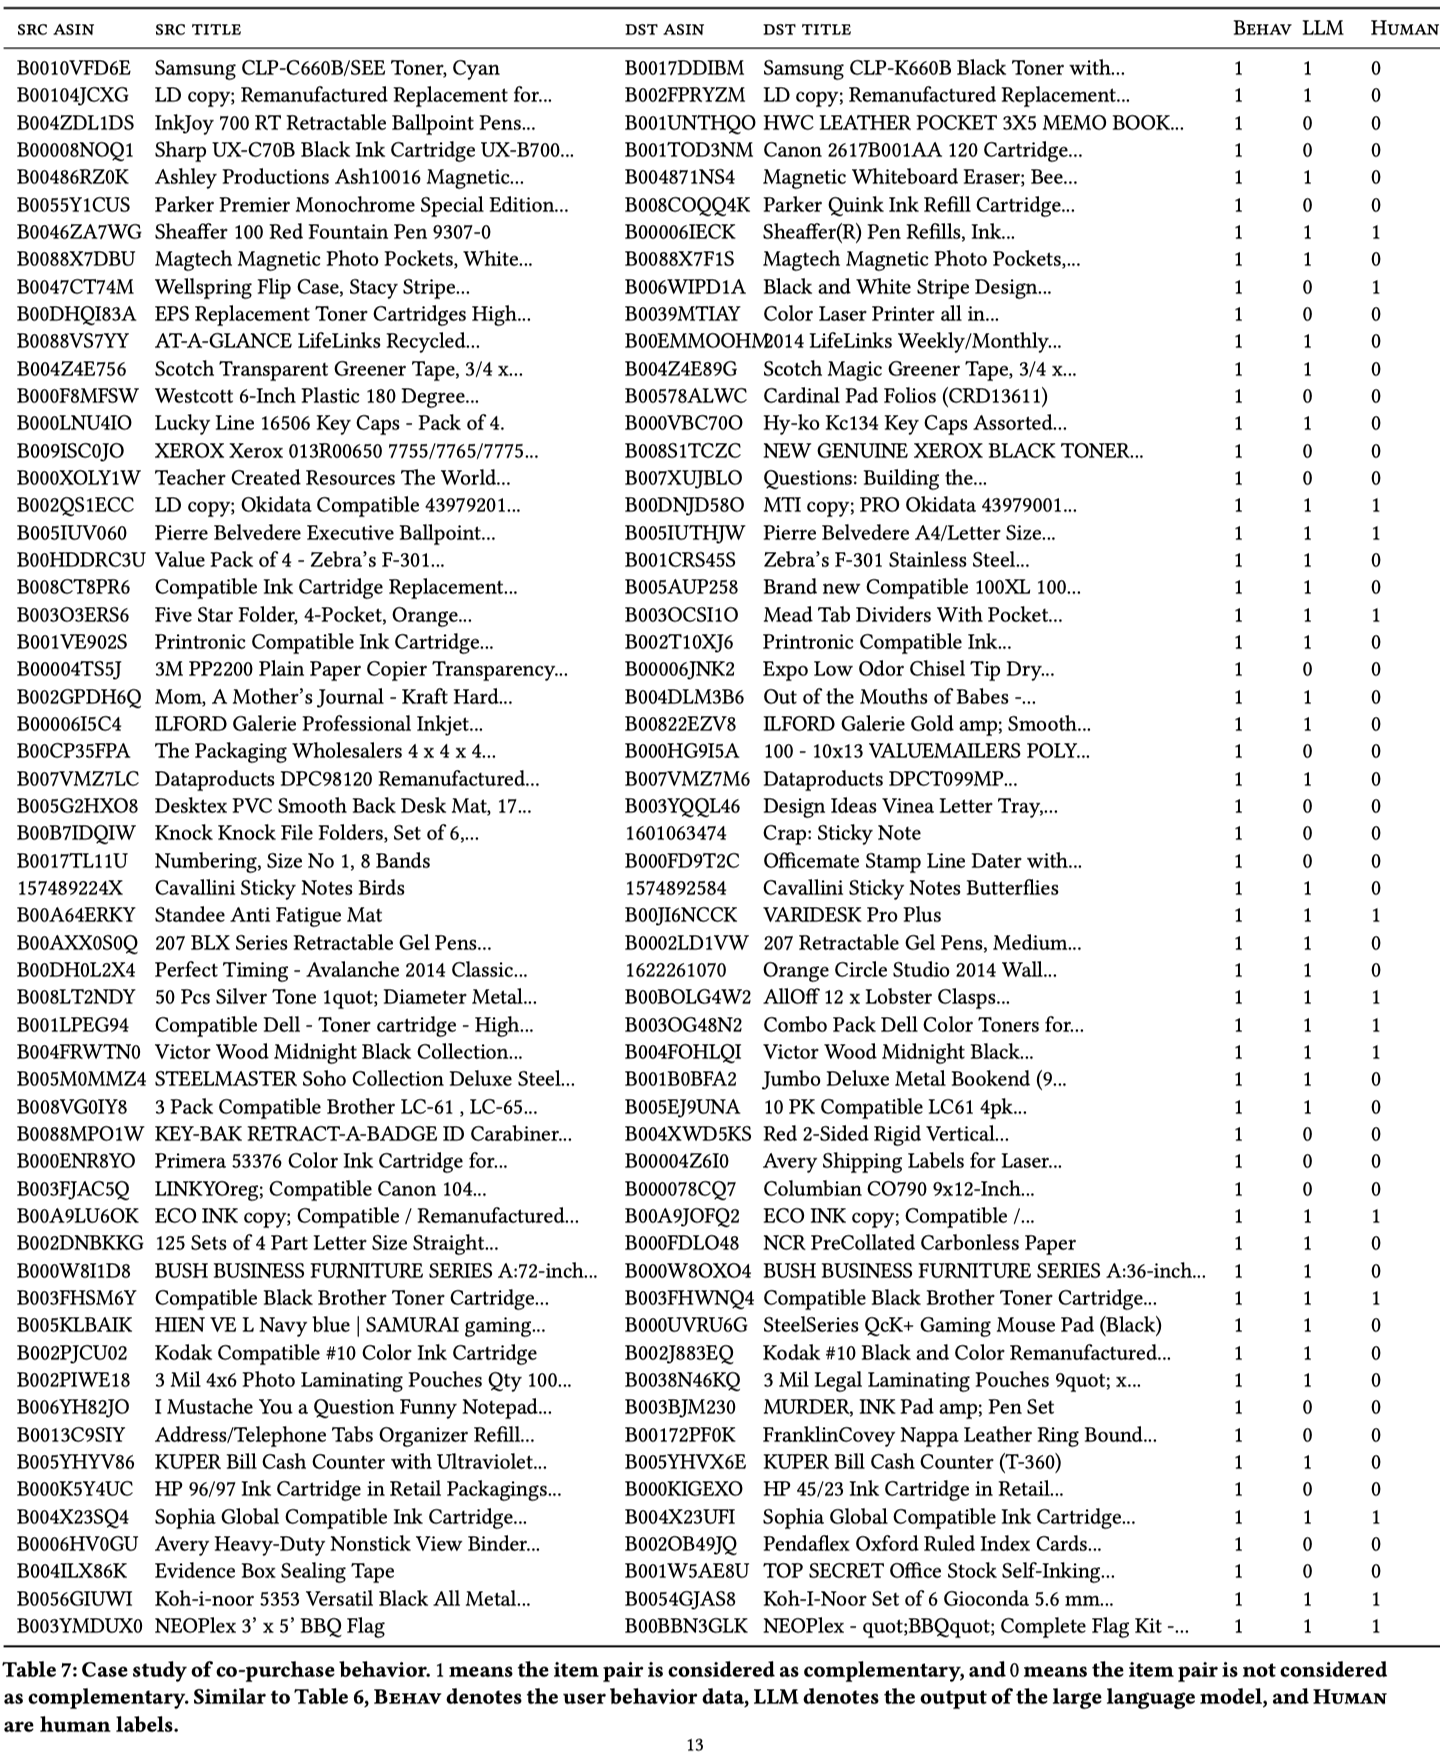 SRC ASIN SRC TITLE DST ASIN DST TITLE BEHAV LLM HUMAN
B0010VFD6E Samsung CLP-C660B/SEE Toner, Cyan B0017DDIBM Samsung CLP-K660B Black Toner with... 1 1 0
B00104JCXG LD copy; Remanufactured Replacement for... B002FPRYZM LD copy; Remanufactured Replacement... 1 1 0
B004ZDL1DS InkJoy 700 RT Retractable Ballpoint Pens... B001UNTHQO HWC LEATHER POCKET 3X5 MEMO BOOK... 1 0 0
B00008NOQ1 Sharp UX-C70B Black Ink Cartridge UX-B700... B001TOD3NM Canon 2617B001AA 120 Cartridge... 1 0 0
B00486RZ0K Ashley Productions Ash10016 Magnetic... B004871NS4 Magnetic Whiteboard Eraser; Bee... 1 1 0
B0055Y1CUS Parker Premier Monochrome Special Edition... B008COQQ4K Parker Quink Ink Refill Cartridge... 1 0 0
B0046ZA7WG Sheaffer 100 Red Fountain Pen 9307-0 B00006IECK Sheaffer(R) Pen Refills, Ink... 1 1 1
B0088X7DBU Magtech Magnetic Photo Pockets, White... B0088X7F1S Magtech Magnetic Photo Pockets,... 1 1 0
B0047CT74M Wellspring Flip Case, Stacy Stripe... B006WIPD1A Black and White Stripe Design... 1 0 1
B00DHQI83A EPS Replacement Toner Cartridges High... B0039MTIAY Color Laser Printer all in... 1 0 0
B0088VS7YY AT-A-GLANCE LifeLinks Recycled... B00EMMOOHM 2014 LifeLinks Weekly/Monthly... 1 1 0
B004Z4E756 Scotch Transparent Greener Tape, 3/4 x... B004Z4E89G Scotch Magic Greener Tape, 3/4 x... 1 1 0
B000F8MFSW Westcott 6-Inch Plastic 180 Degree... B00578ALWC Cardinal Pad Folios (CRD13611) 1 0 0
B000LNU4IO Lucky Line 16506 Key Caps - Pack of 4. B000VBC70O Hy-ko Kc134 Key Caps Assorted... 1 1 0
B009ISC0JO XEROX Xerox 013R00650 7755/7765/7775... B008S1TCZC NEW GENUINE XEROX BLACK TONER... 1 0 0
B000XOLY1W Teacher Created Resources The World... B007XUJBLO Questions: Building the... 1 0 0
B002QS1ECC LD copy; Okidata Compatible 43979201... B00DNJD58O MTI copy; PRO Okidata 43979001... 1 1 1
B005IUV060 Pierre Belvedere Executive Ballpoint... B005IUTHJW Pierre Belvedere A4/Letter Size... 1 1 1
B00HDDRC3U Value Pack of 4 - Zebra's F-301... B001CRS45S Zebra's F-301 Stainless Steel... 1 1 0
B008CT8PR6 Compatible Ink Cartridge Replacement... B005AUP258 Brand new Compatible 100XL 100... 1 1 0
B003O3ERS6 Five Star Folder, 4-Pocket, Orange... B003OCSI1O Mead Tab Dividers With Pocket... 1 1 1
B001VE902S Printronic Compatible Ink Cartridge... B002T10XJ6 Printronic Compatible Ink... 1 1 0
B00004TS5J 3M PP2200 Plain Paper Copier Transparency... B00006JNK2 Expo Low Odor Chisel Tip Dry... 1 0 0
B002GPDH6Q Mom, A Mother's Journal - Kraft Hard... B004DLM3B6 Out of the Mouths of Babes -... 1 1 0
B00006I5C4 ILFORD Galerie Professional Inkjet... B00822EZV8 ILFORD Galerie Gold amp; Smooth... 1 1 0
B00CP35FPA The Packaging Wholesalers 4 x 4 x 4... B000HG9I5A 100 - 10x13 VALUEMAILERS POLY... 1 0 0
B007VMZ7LC Dataproducts DPC98120 Remanufactured... B007VMZ7M6 Dataproducts DPCT099MP... 1 1 0
B005G2HXO8 Desktex PVC Smooth Back Desk Mat, 17... B003YQQL46 Design Ideas Vinea Letter Tray,... 1 0 0
B00B7IDQIW Knock Knock File Folders, Set of 6,... 1601063474 Crap: Sticky Note 1 0 0
B0017TL11U Numbering, Size No 1, 8 Bands B000FD9T2C Officemate Stamp Line Dater with... 1 0 0
157489224X Cavallini Sticky Notes Birds 1574892584 Cavallini Sticky Notes Butterflies 1 1 0
B00A64ERKY Standee Anti Fatigue Mat B00JI6NCCK VARIDESK Pro Plus 1 1 1
B00AXX0S0Q 207 BLX Series Retractable Gel Pens... B0002LD1VW 207 Retractable Gel Pens, Medium... 1 1 0
B00DH0L2X4 Perfect Timing - Avalanche 2014 Classic... 1622261070 Orange Circle Studio 2014 Wall... 1 1 0
B008LT2NDY 50 Pcs Silver Tone 1quot; Diameter Metal... B00BOLG4W2 AllOff 12 x Lobster Clasps... 1 1 1
B001LPEG94 Compatible Dell - Toner cartridge - High... B003OG48N2 Combo Pack Dell Color Toners for... 1 1 1
B004FRWTN0 Victor Wood Midnight Black Collection... B004FOHLQI Victor Wood Midnight Black... 1 1 1
B005M0MMZ4 STEELMASTER Soho Collection Deluxe Steel... B001B0BFA2 Jumbo Deluxe Metal Bookend (9... 1 1 0
B008VG0IY8 3 Pack Compatible Brother LC-61 , LC-65... B005EJ9UNA 10 PK Compatible LC61 4pk... 1 1 0
B0088MPO1W KEY-BAK RETRACT-A-BADGE ID Carabiner... B004XWD5KS Red 2-Sided Rigid Vertical... 1 0 0
B000ENR8YO Primera 53376 Color Ink Cartridge for... B00004Z6I0 Avery Shipping Labels for Laser... 1 0 0
B003FJAC5Q LINKYOreg; Compatible Canon 104... B000078CQ7 Columbian CO790 9x12-Inch... 1 0 0
B00A9LU6OK ECO INK copy; Compatible / Remanufactured... B00A9JOFQ2 ECO INK copy; Compatible /... 1 1 1
B002DNBKKG 125 Sets of 4 Part Letter Size Straight... B000FDLO48 NCR PreCollated Carbonless Paper 1 1 0
B000W8I1D8 BUSH BUSINESS FURNITURE SERIES A:72-inch... B000W8OXO4 BUSH BUSINESS FURNITURE SERIES A:36-inch... 1 1 0
B003FHSM6Y Compatible Black Brother Toner Cartridge... B003FHWNQ4 Compatible Black Brother Toner Cartridge... 1 1 1
B005KLBAIK HIEN VE L Navy blue | SAMURAI gaming... B000UVRU6G SteelSeries QcK+ Gaming Mouse Pad (Black) 1 1 0
B002PJCU02 Kodak Compatible #10 Color Ink Cartridge B002J883EQ Kodak #10 Black and Color Remanufactured... 1 1 0
B002PIWE18 3 Mil 4x6 Photo Laminating Pouches Qty 100... B0038N46KQ 3 Mil Legal Laminating Pouches 9quot; x... 1 1 0
B006YH82JO I Mustache You a Question Funny Notepad... B003BJM230 MURDER, INK Pad amp; Pen Set 1 0 0
B0013C9SIY Address/Telephone Tabs Organizer Refill... B00172PF0K FranklinCovey Nappa Leather Ring Bound... 1 0 0
B005YHYV86 KUPER Bill Cash Counter with Ultraviolet... B005YHVX6E KUPER Bill Cash Counter (T-360) 1 1 0
B000K5Y4UC HP 96/97 Ink Cartridge in Retail Packagings... B000KIGEXO HP 45/23 Ink Cartridge in Retail... 1 0 0
B004X23SQ4 Sophia Global Compatible Ink Cartridge... B004X23UFI Sophia Global Compatible Ink Cartridge... 1 1 1
B0006HV0GU Avery Heavy-Duty Nonstick View Binder... B002OB49JQ Pendaflex Oxford Ruled Index Cards... 1 0 0
B004ILX86K Evidence Box Sealing Tape B001W5AE8U TOP SECRET Office Stock Self-Inking... 1 0 0
B0056GIUWI Koh-i-noor 5353 Versatil Black All Metal... B0054GJAS8 Koh-I-Noor Set of 6 Gioconda 5.6 mm... 1 1 1
B003YMDUX0 NEOPlex 3' x 5' BBQ Flag B00BBN3GLK NEOPlex - quot;BBQquot; Complete Flag Kit -... 1 1 1
Table 7: Case study of co-purchase behavior. 1 means the item pair is considered as complementary, and 0 means the item pair is not considered
as complementary. Similar to Table 6, BEHAV denotes the user behavior data, LLM denotes the output of the large language model, and HUMAN
are human labels.
13